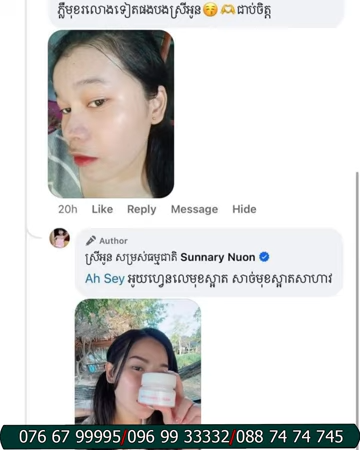 ភ្លឺមុខរលោងទៀតផងបងស្រីអូន😚🫶ជាប់ចិត្ត
20h Like Reply Message Hide
Author
ស្រីអូន សម្រស់ធម្មជាតិ Sunnary Nuon
Ah Sey អូយហ្វេនលេមុខស្អាត សាច់មុខស្អាតសាហាវ
076 67 99995/096 99 33332/088 74 74 745